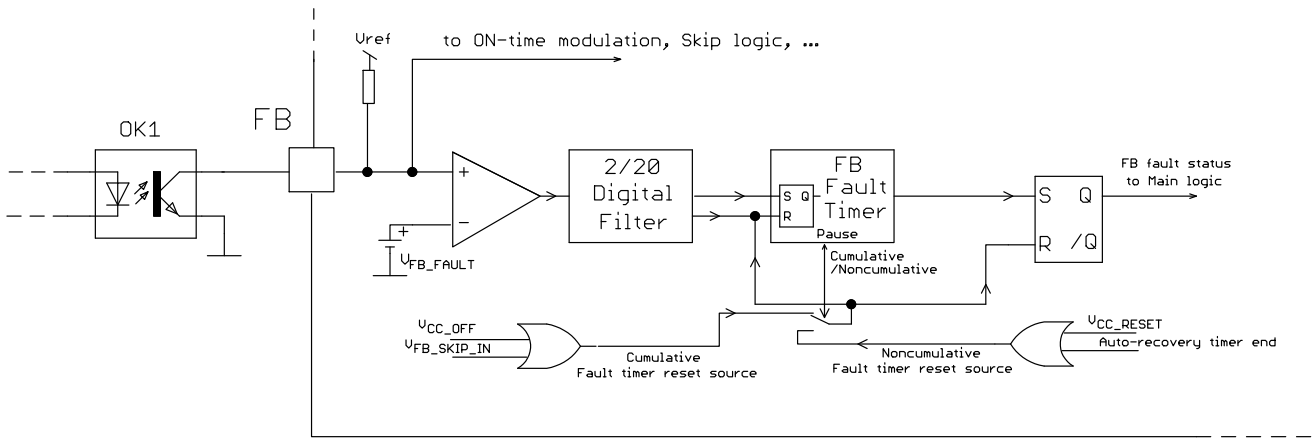 Vref
to ON-time modulation, Skip logic, ...
FB
OK1
+
−
+
VFB_FAULT
2/20
Digital
Filter
FB
Fault
Timer
S Q
R
Pause
Cumulative
/Noncumulative
S Q
R /Q
FB fault status
to Main logic
VCC_OFF
VFB_SKIP_IN
Cumulative
Fault timer reset source
Noncumulative
Fault timer reset source
VCC_RESET
Auto-recovery timer end